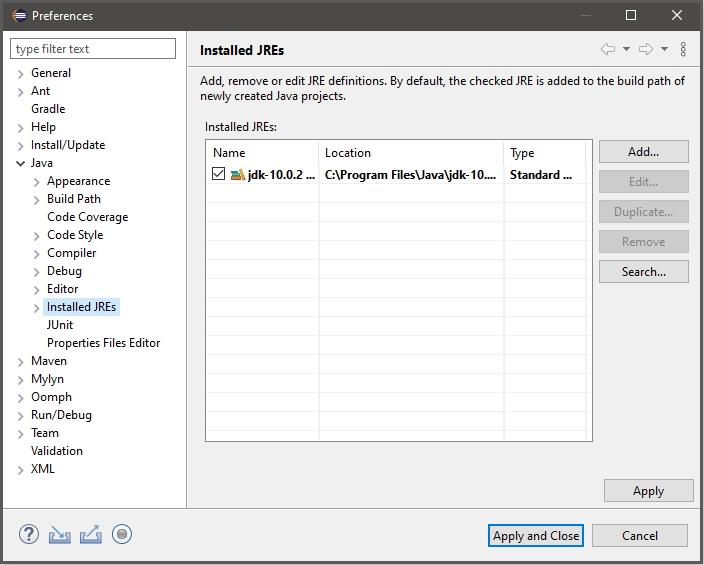 Preferences
type filter text
General
Ant
Gradle
Help
Install/Update
Java
Appearance
Build Path
Code Coverage
Code Style
Compiler
Debug
Editor
Installed JREs
JUnit
Properties Files Editor
Maven
Mylyn
Oomph
Run/Debug
Team
Validation
XML
Installed JREs
Add, remove or edit JRE definitions. By default, the checked JRE is added to the build path of
newly created Java projects.
Installed JREs:
Name Location Type
jdk-10.0.2 ... C:\Program Files\Java\jdk-10.... Standard ...
Add...
Edit...
Duplicate...
Remove
Search...
Apply
?
Apply and Close Cancel